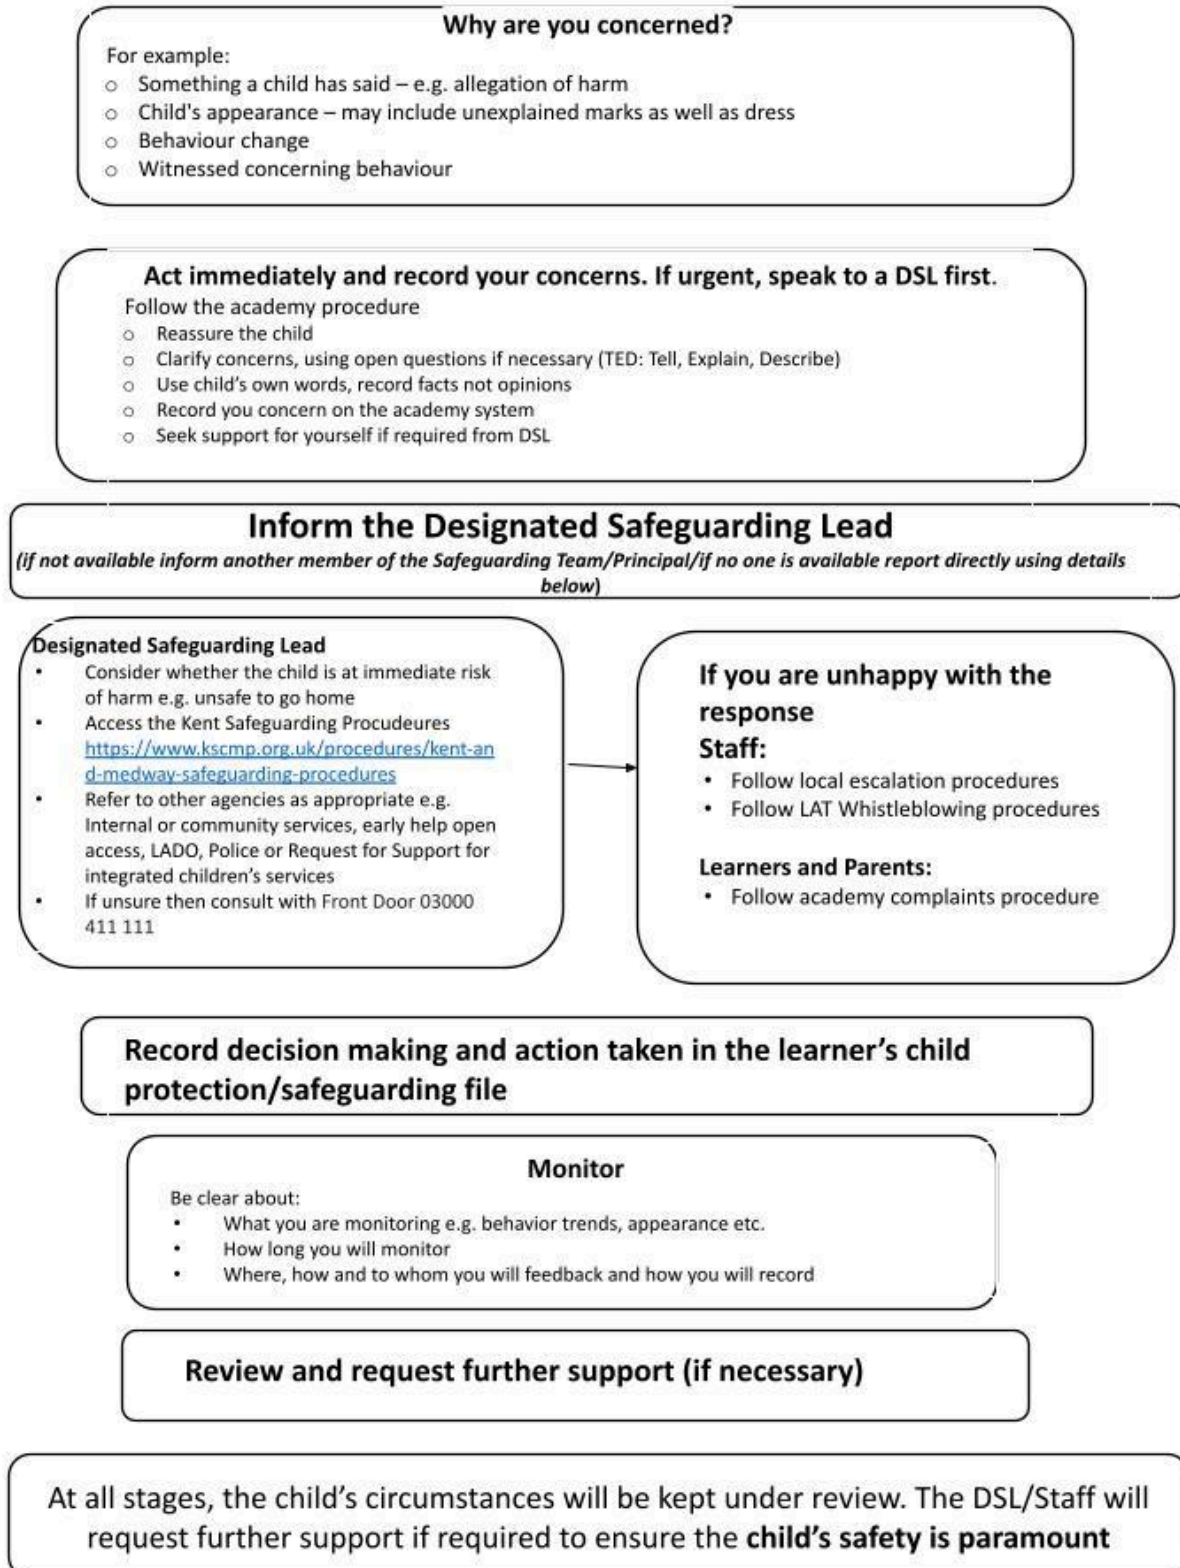 Why are you concerned?
For example:
o Something a child has said – e.g. allegation of harm
o Child's appearance – may include unexplained marks as well as dress
o Behaviour change
o Witnessed concerning behaviour
Act immediately and record your concerns. If urgent, speak to a DSL first.
Follow the academy procedure
o Reassure the child
o Clarify concerns, using open questions if necessary (TED: Tell, Explain, Describe)
o Use child's own words, record facts not opinions
o Record you concern on the academy system
o Seek support for yourself if required from DSL
Inform the Designated Safeguarding Lead
(if not available inform another member of the Safeguarding Team/Principal/if no one is available report directly using details
below)
Designated Safeguarding Lead
• Consider whether the child is at immediate risk
of harm e.g. unsafe to go home
• Access the Kent Safeguarding Procudeures
https://www.kscmp.org.uk/procedures/kent-an
d-medway-safeguarding-procedures
• Refer to other agencies as appropriate e.g.
Internal or community services, early help open
access, LADO, Police or Request for Support for
integrated children's services
• If unsure then consult with Front Door 03000
411 111
If you are unhappy with the
response
Staff:
• Follow local escalation procedures
• Follow LAT Whistleblowing procedures
Learners and Parents:
• Follow academy complaints procedure
Record decision making and action taken in the learner's child
protection/safeguarding file
Monitor
Be clear about:
• What you are monitoring e.g. behavior trends, appearance etc.
• How long you will monitor
• Where, how and to whom you will feedback and how you will record
Review and request further support (if necessary)
At all stages, the child's circumstances will be kept under review. The DSL/Staff will
request further support if required to ensure the child's safety is paramount